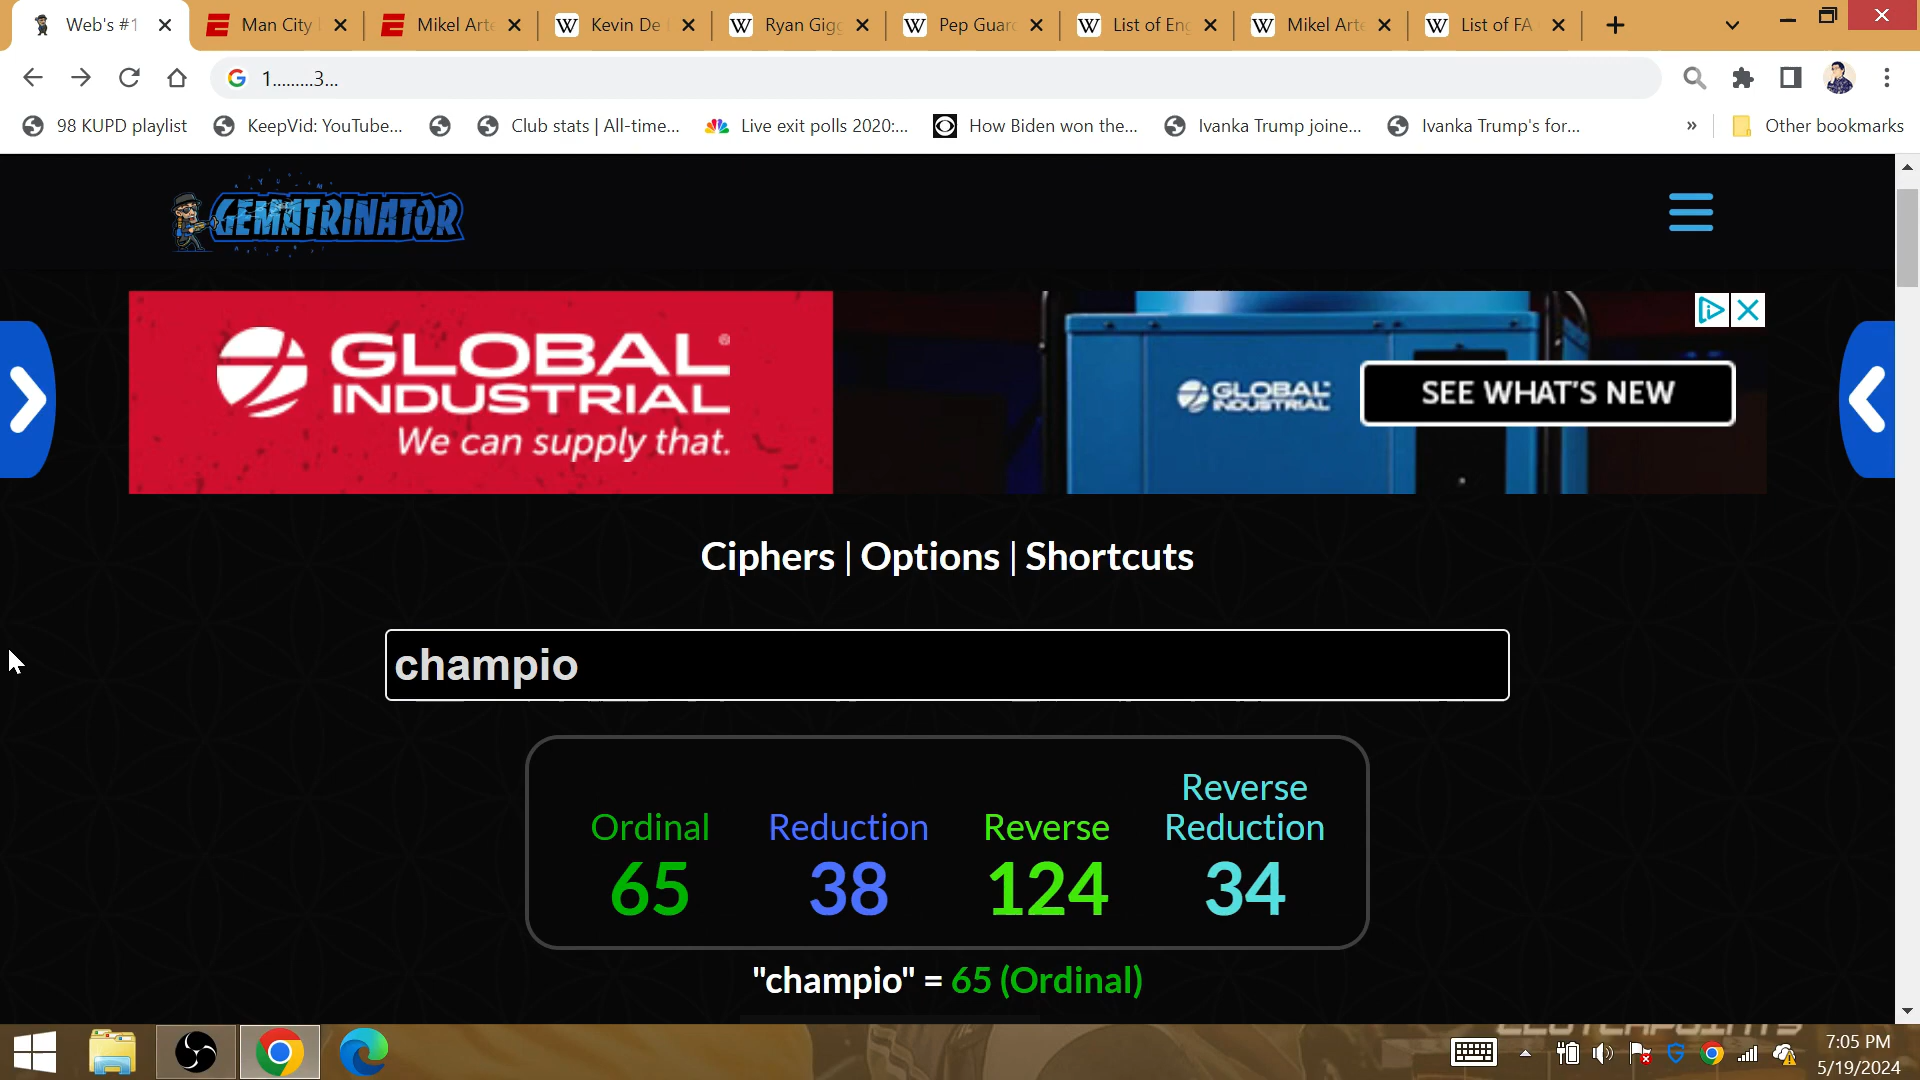 Web's #1
Man City
Mikel Arte
Kevin De
Ryan Gigg
Pep Guar
List of Eng
Mikel Arte
List of FA
1.........3...
98 KUPD playlist
KeepVid: YouTube...
Club stats | All-time...
Live exit polls 2020:...
How Biden won the...
Ivanka Trump joine...
Ivanka Trump's for...
»
Other bookmarks
GEMATRINATOR
GLOBAL
INDUSTRIAL
We can supply that.
GLOBAL
INDUSTRIAL
SEE WHAT'S NEW
Ciphers | Options | Shortcuts
champio
Ordinal
Reduction
Reverse
Reverse
Reduction
65
38
124
34
"champio" = 65 (Ordinal)
7:05 PM
5/19/2024